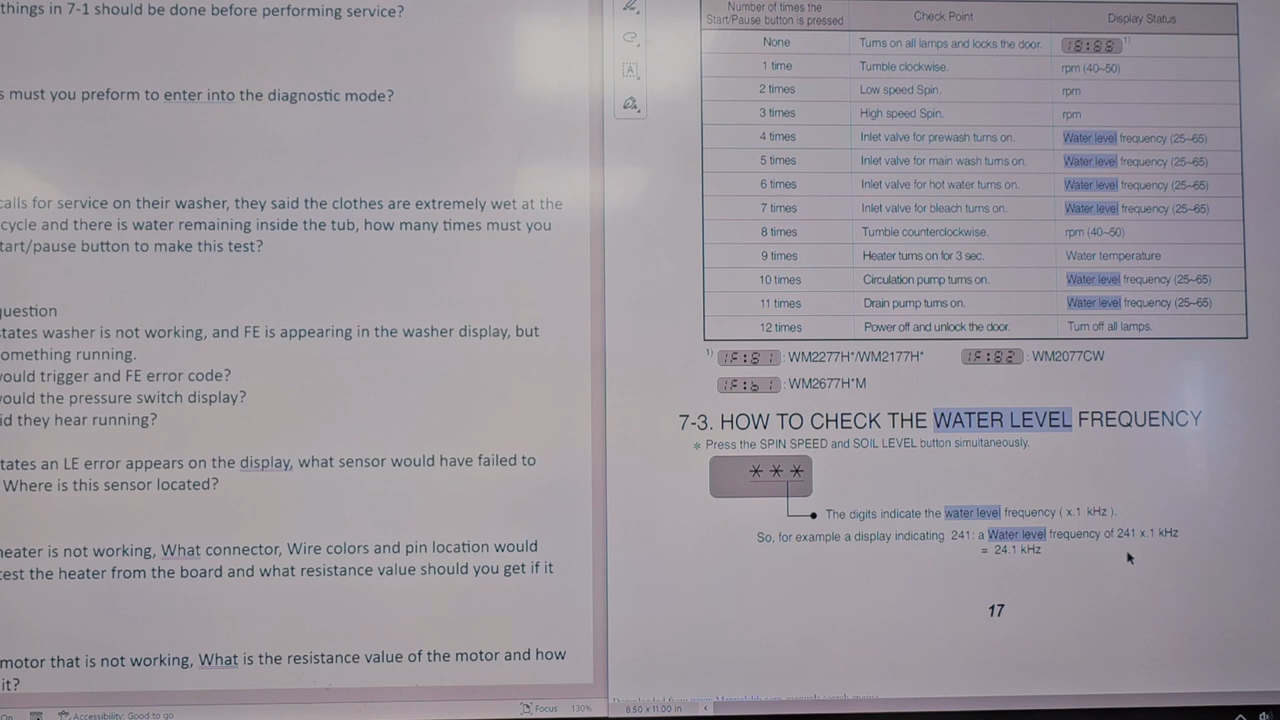 things in 7-1 should be done before performing service?
s must you preform to enter into the diagnostic mode?
calls for service on their washer, they said the clothes are extremely wet at the
cycle and there is water remaining inside the tub, how many times must you
tart/pause button to make this test?
question
tates washer is not working, and FE is appearing in the washer display, but
omething running.
would trigger and FE error code?
would the pressure switch display?
id they hear running?
tates an LE error appears on the display, what sensor would have failed to
Where is this sensor located?
heater is not working, What connector, Wire colors and pin location would
test the heater from the board and what resistance value should you get if it
motor that is not working, What is the resistance value of the motor and how
it?
On Accessibility: Good to go
Focus 130%
Number of times the Start/Pause button is pressed Check Point Display Status
None Turns on all lamps and locks the door. 18:88 1)
1 time Tumble clockwise. rpm (40~50)
2 times Low speed Spin. rpm
3 times High speed Spin. rpm
4 times Inlet valve for prewash turns on. Water level frequency (25~65)
5 times Inlet valve for main wash turns on. Water level frequency (25~65)
6 times Inlet valve for hot water turns on. Water level frequency (25~65)
7 times Inlet valve for bleach turns on. Water level frequency (25~65)
8 times Tumble counterclockwise. rpm (40~50)
9 times Heater turns on for 3 sec. Water temperature
10 times Circulation pump turns on. Water level frequency (25~65)
11 times Drain pump turns on. Water level frequency (25~65)
12 times Power off and unlock the door. Turn off all lamps.
1) : WM2277H*/WM2177H* : WM2077CW
: WM2677H*M
7-3. HOW TO CHECK THE WATER LEVEL FREQUENCY
* Press the SPIN SPEED and SOIL LEVEL button simultaneously.
***
The digits indicate the water level frequency ( x.1 kHz ).
So, for example a display indicating 241: a Water level frequency of 241 x.1 kHz
= 24.1 kHz
17
8.50 x 11.00 in